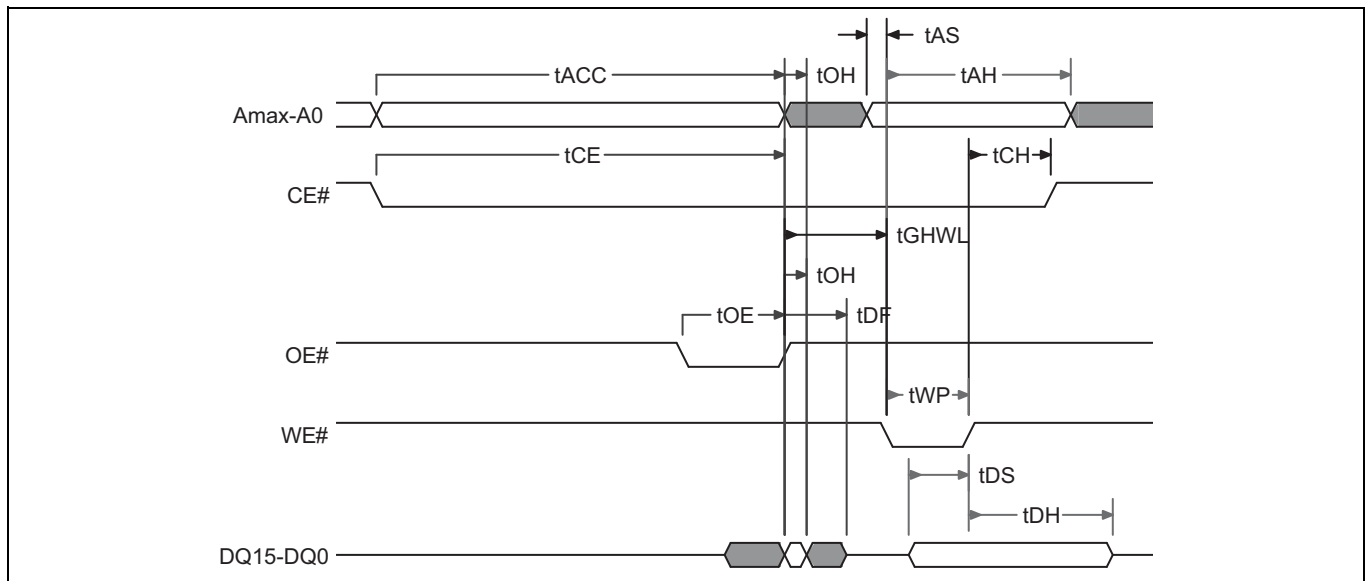 tAS
tACC tOH tAH
Amax-A0
tCE tCH
CE#
tGHWL
tOH
tOE tDF
OE#
tWP
WE#
tDS
tDH
DQ15-DQ0